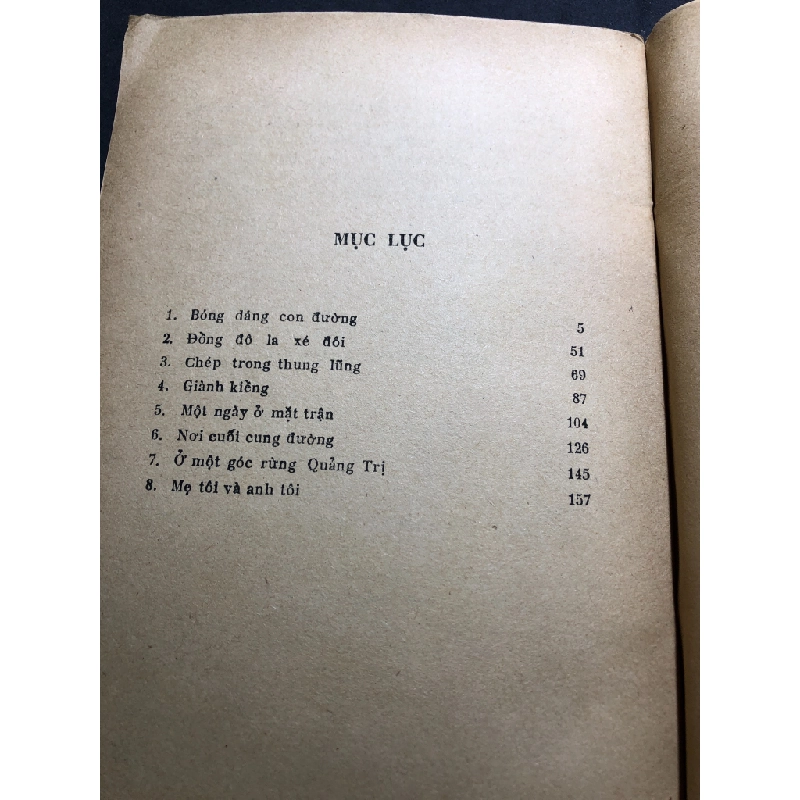 MỤC LỤC
1. Bóng dáng con đường 5
2. Đồng đô la xé đôi 51
3. Chép trong thung lũng 69
4. Giành kiềng 87
5. Một ngày ở mặt trận 104
6. Nơi cuối cung đường 126
7. Ở một góc rừng Quảng Trị 145
8. Mẹ tôi và anh tôi 157